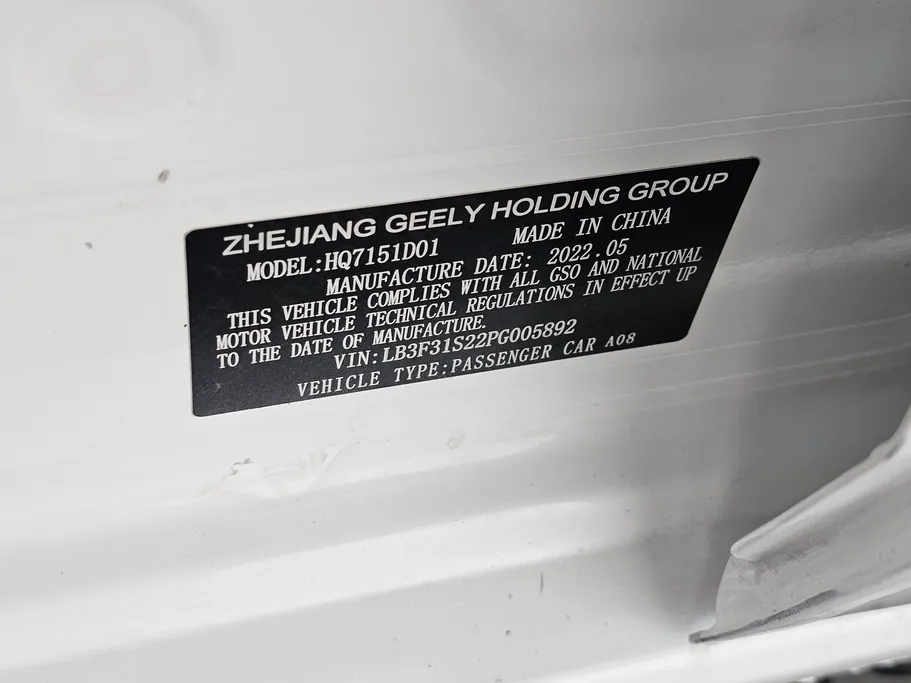 ZHEJIANG GEELY HOLDING GROUP
MODEL:HQ7151D01 MADE IN CHINA
MANUFACTURE DATE: 2022.05
THIS VEHICLE COMPLIES WITH ALL GSO AND NATIONAL
MOTOR VEHICLE TECHNICAL REGULATIONS IN EFFECT UP
TO THE DATE OF MANUFACTURE.
VIN:LB3F31S22PG005892
VEHICLE TYPE:PASSENGER CAR A08